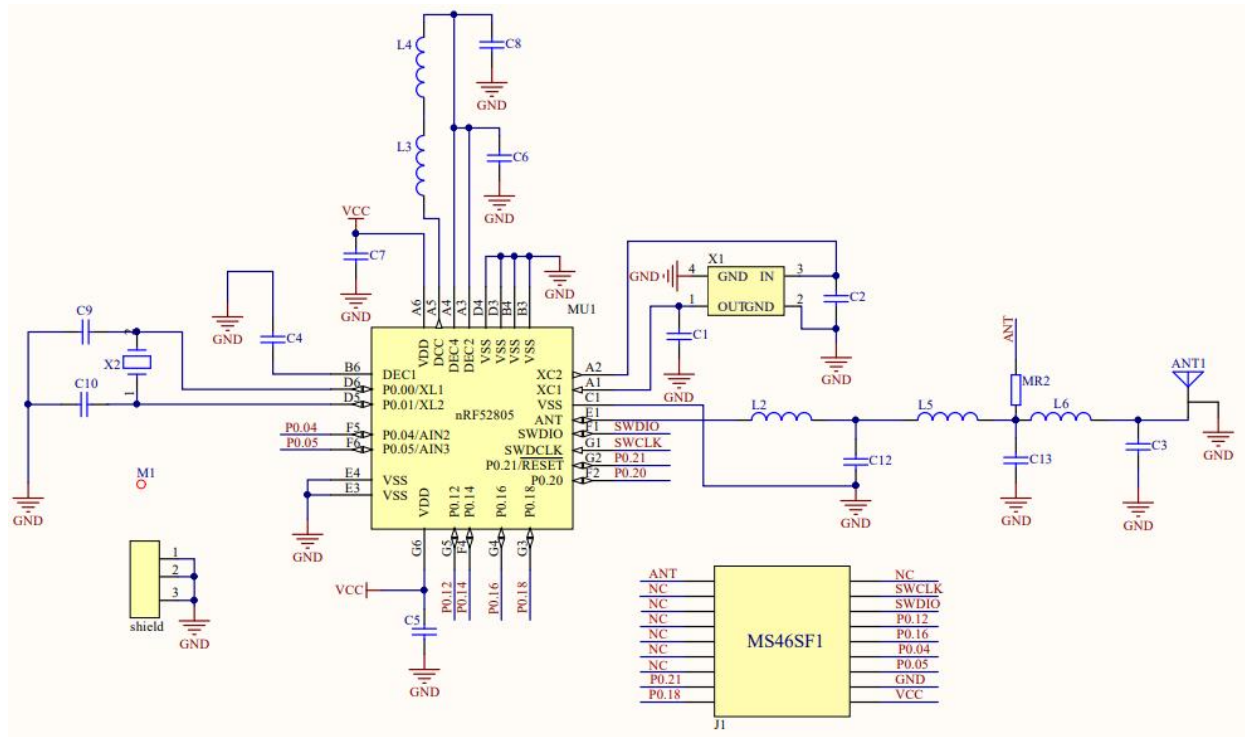 L4
C8
GND
L3
C6
GND
VCC
C7
GND
GND
X1
GND 4 GND IN 3
1 OUT GND 2
C2
C1
GND
GND
A6 A5 A4 A3 D4 D3 B4 B3
MU1
VDD DCC DEC4 DEC2 VSS VSS VSS VSS
C9
GND
C4
2
X2
1
C10
B6 DEC1
D6 P0.00/XL1
D5 P0.01/XL2
nRF52805
XC2 A2
XC1 A1
VSS C1
ANT E1
SWDIO F1 SWDIO
SWDCLK G1 SWCLK
P0.21/RESET G2 P0.21
P0.20 F2 P0.20
P0.04 F5 P0.04/AIN2
P0.05 F6 P0.05/AIN3
E4 VSS
E3 VSS
VDD P0.12 P0.14 P0.16 P0.18
G6 G5 F4 G4 G3
P0.12 P0.14 P0.16 P0.18
GND
GND
M1
VCC
C5
GND
1
2
3
shield
GND
ANT
MR2
ANT1
L2
L5
L6
C12
C13
C3
GND
GND
GND
GND
ANT NC
NC SWCLK
NC SWDIO
NC P0.12
NC P0.16
NC P0.04
NC P0.05
P0.21 GND
P0.18 VCC
MS46SF1
J1